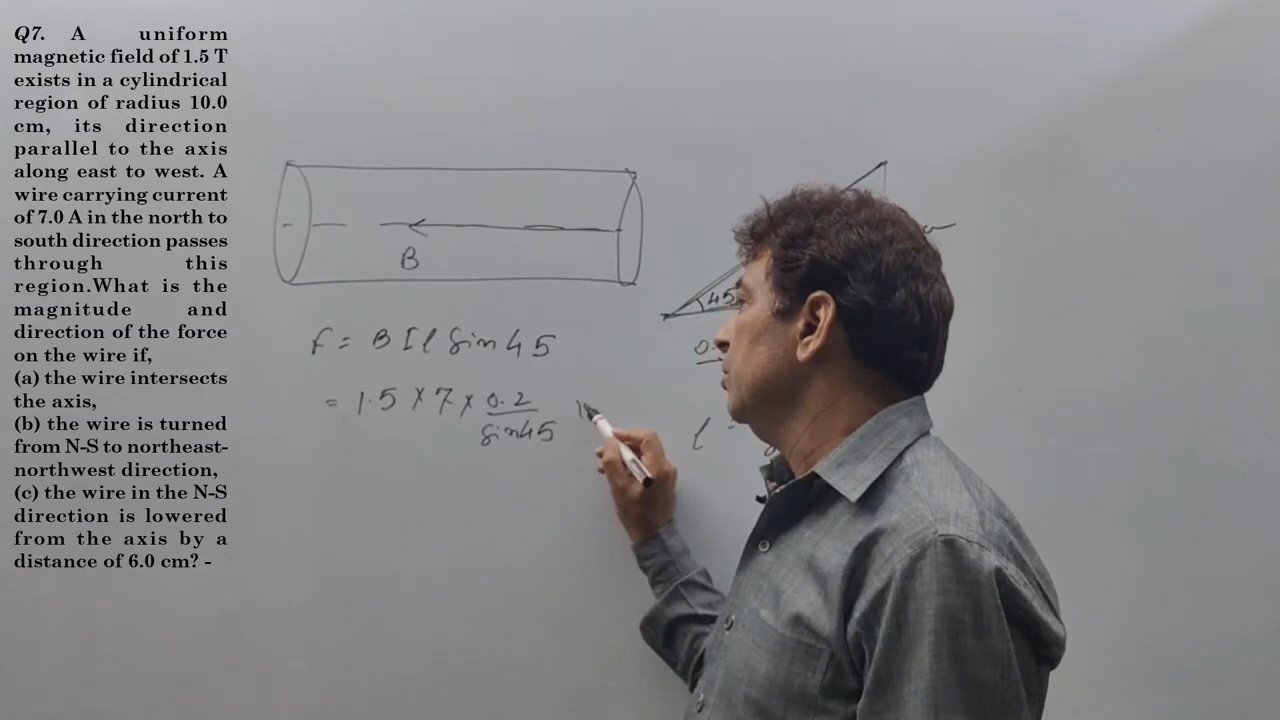 Q7. A uniform
magnetic field of 1.5 T
exists in a cylindrical
region of radius 10.0
cm, its direction
parallel to the axis
along east to west. A
wire carrying current
of 7.0 A in the north to
south direction passes
through this
region.What is the
magnitude and
direction of the force
on the wire if,
(a) the wire intersects
the axis,
(b) the wire is turned
from N-S to northeast-
northwest direction,
(c) the wire in the N-S
direction is lowered
from the axis by a
distance of 6.0 cm? -
B
F = B I l Sin 45
= 1.5 × 7 × 0.2 / Sin45
45
0.
l =